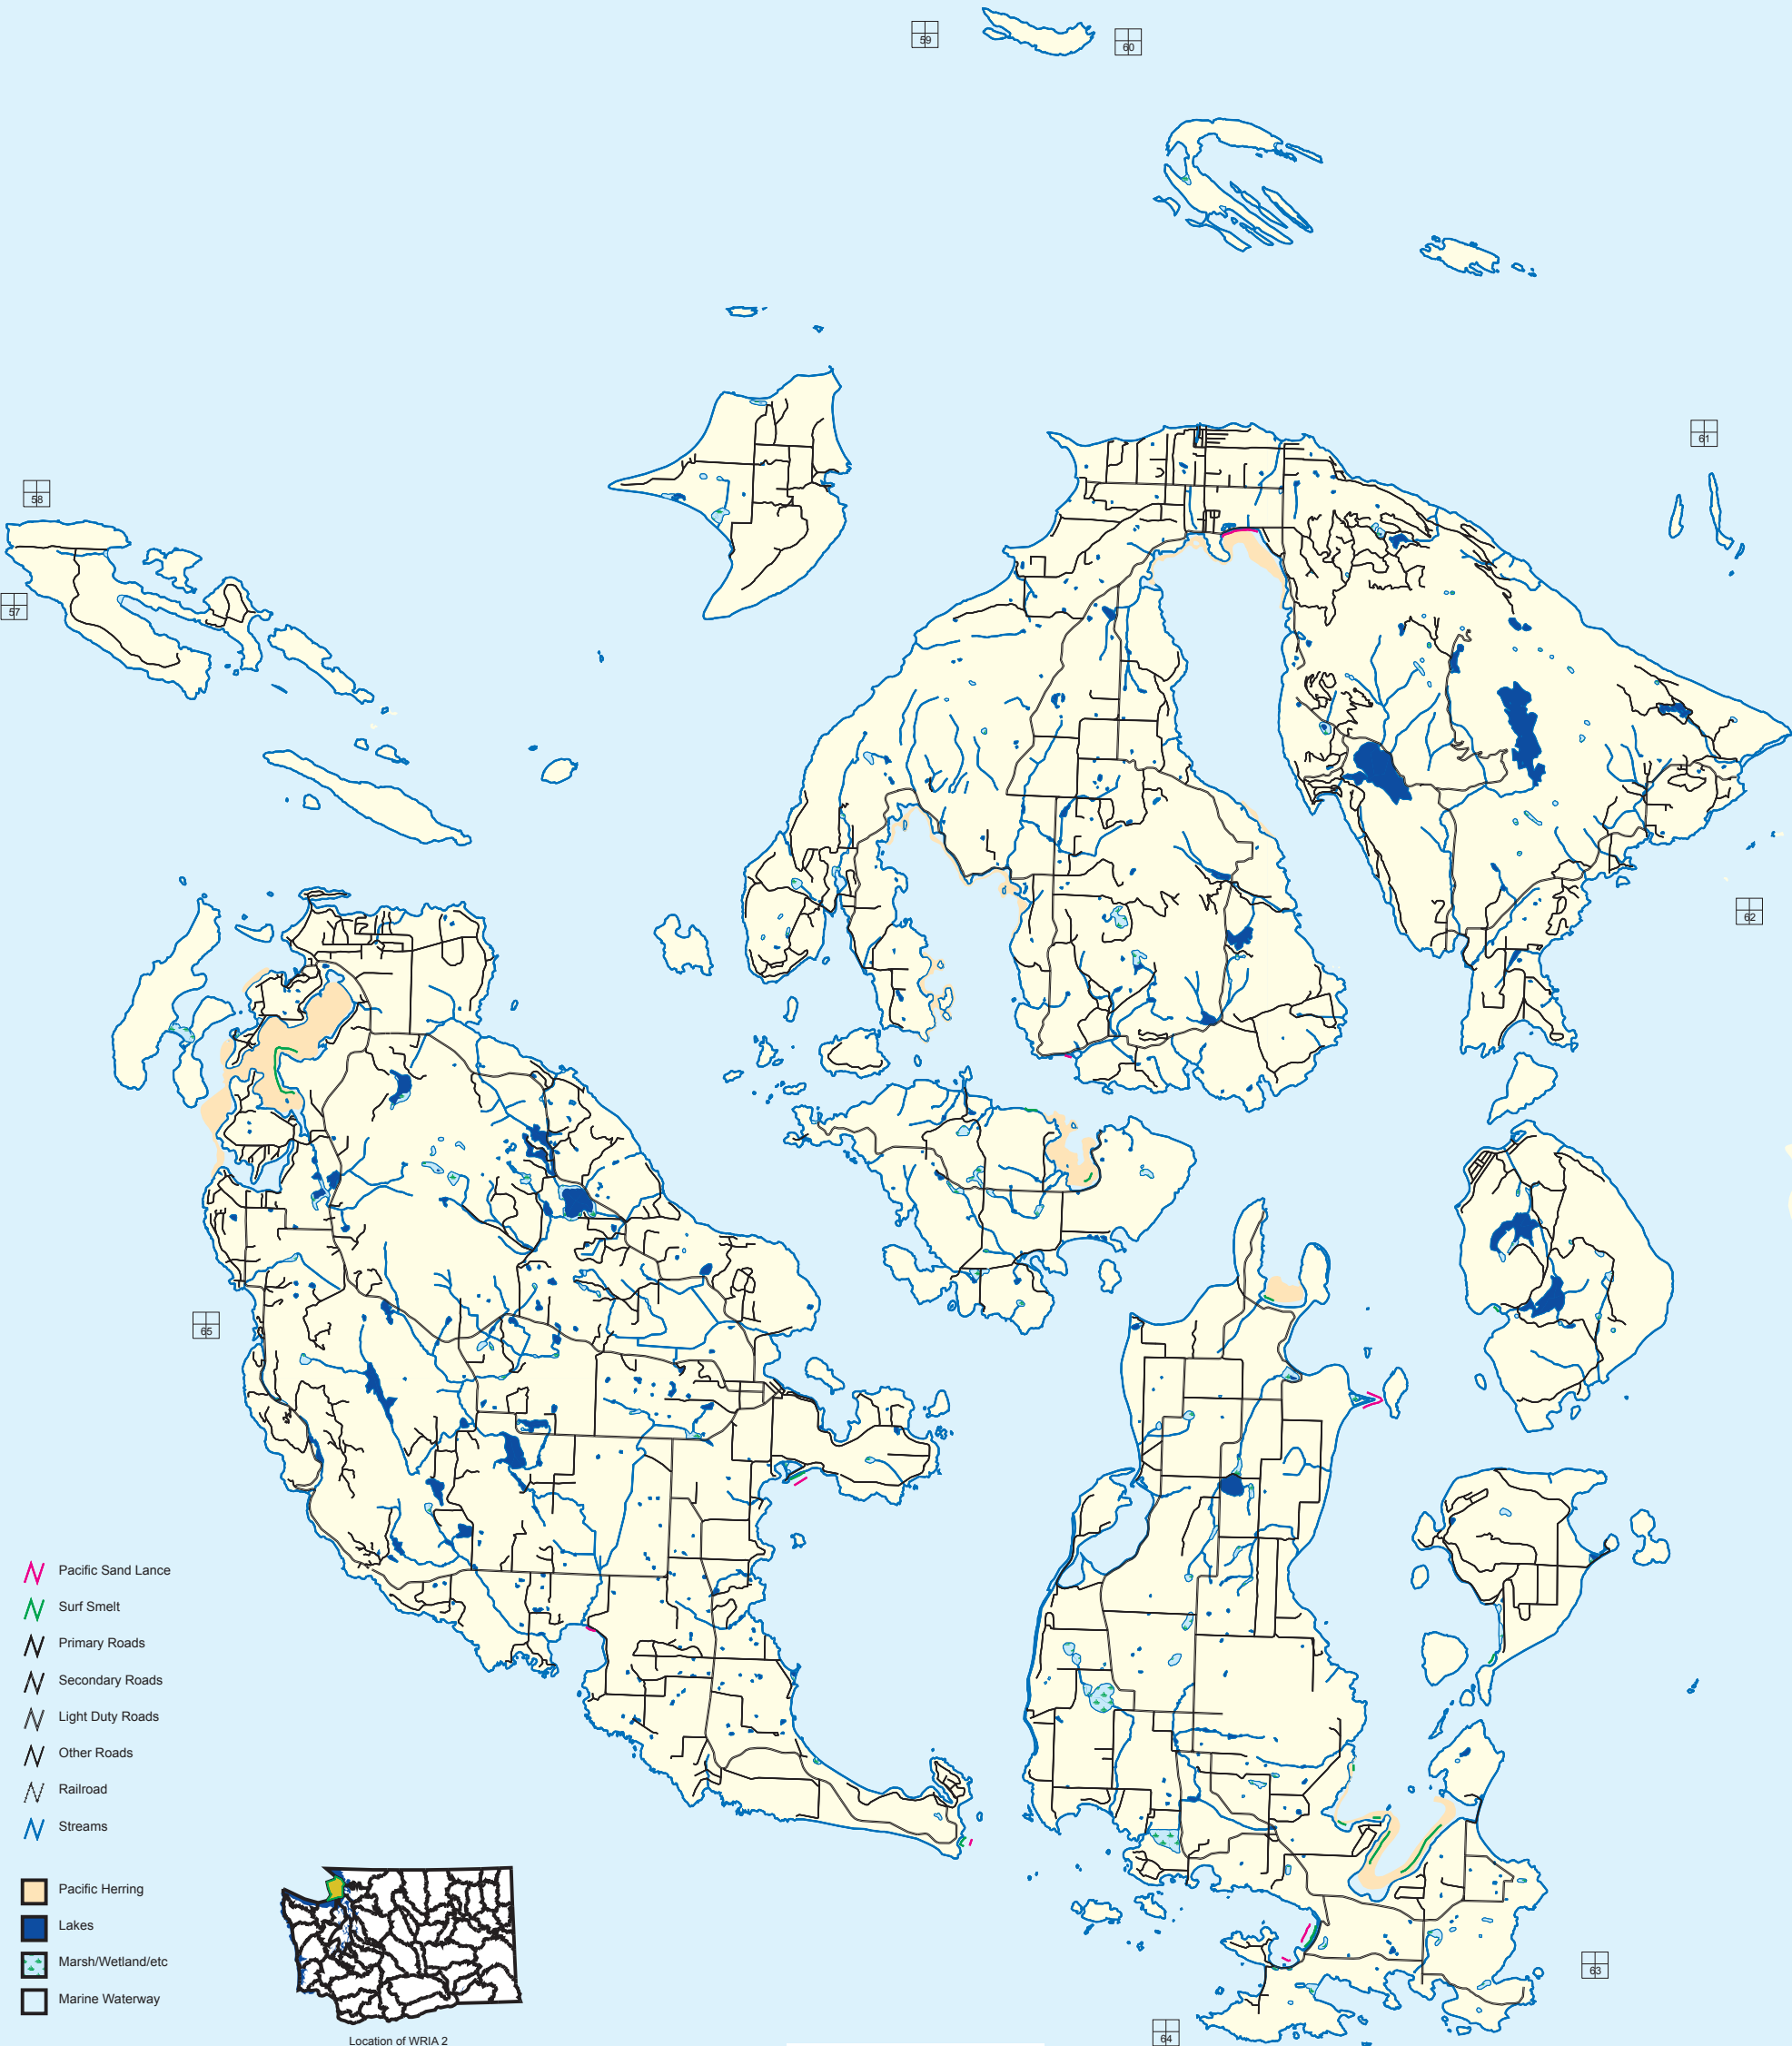 59
60
61
58
57
62
65
Pacific Sand Lance
Surf Smelt
Primary Roads
Secondary Roads
Light Duty Roads
Other Roads
Railroad
Streams
Pacific Herring
Lakes
Marsh/Wetland/etc
Marine Waterway
Location of WRIA 2
63
64